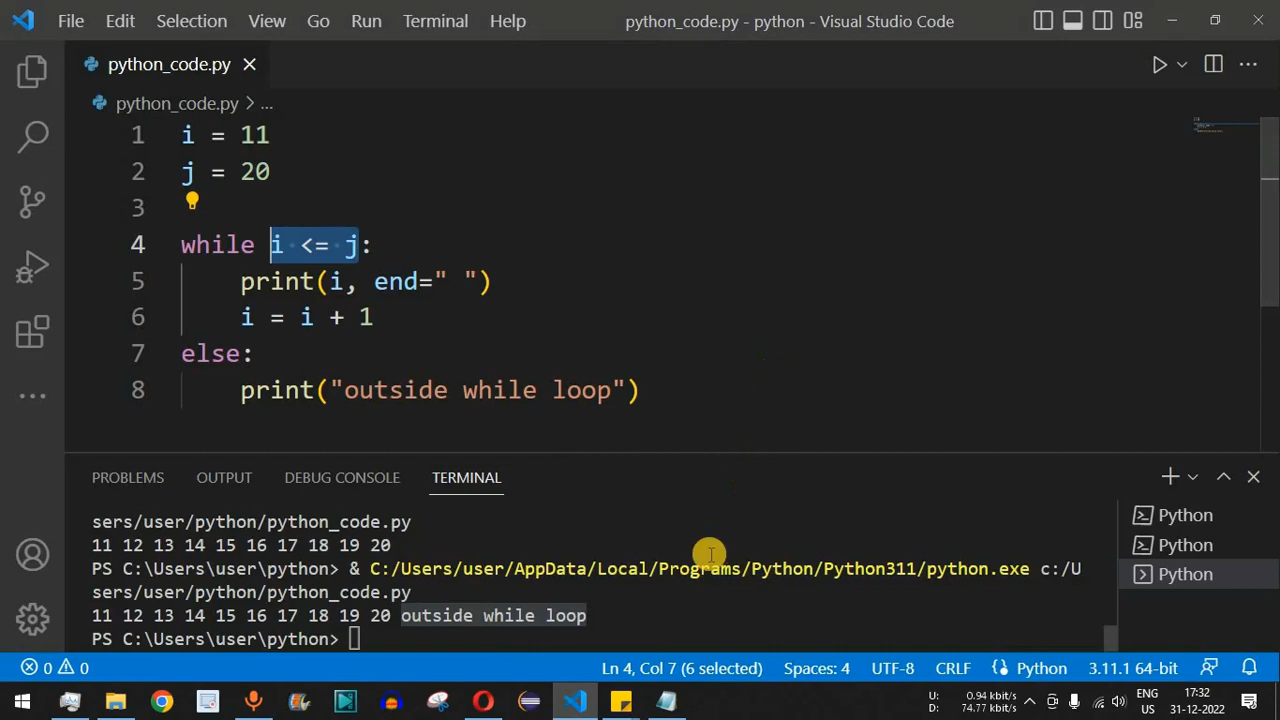 File Edit Selection View Go Run Terminal Help python_code.py - python - Visual Studio Code
python_code.py
python_code.py > ...
1 i = 11
2 j = 20
3
4 while i <= j:
5 print(i, end=" ")
6 i = i + 1
7 else:
8 print("outside while loop")
PROBLEMS OUTPUT DEBUG CONSOLE TERMINAL
sers/user/python/python_code.py
11 12 13 14 15 16 17 18 19 20
PS C:\Users\user\python> & C:/Users/user/AppData/Local/Programs/Python/Python311/python.exe c:/U
sers/user/python/python_code.py
11 12 13 14 15 16 17 18 19 20 outside while loop
PS C:\Users\user\python>
Python
Python
Python
0 0 Ln 4, Col 7 (6 selected) Spaces: 4 UTF-8 CRLF Python 3.11.1 64-bit
U: 0.94 kbit/s
D: 74.77 kbit/s
ENG
US
17:32
31-12-2022